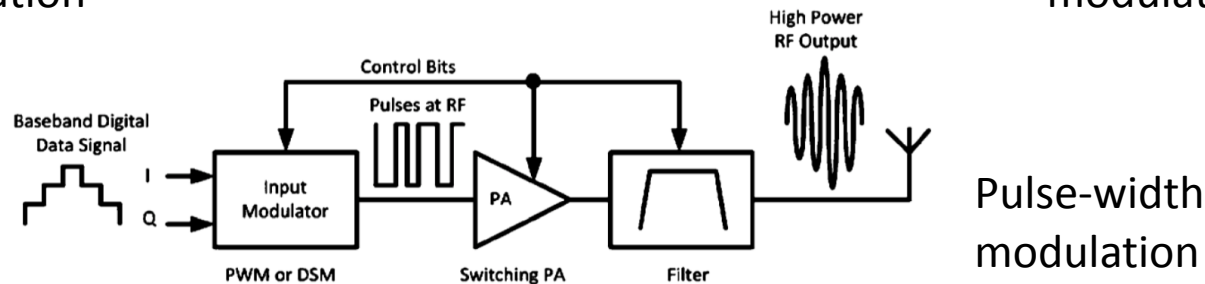 High Power
RF Output
Control Bits
Pulses at RF
Baseband Digital
Data Signal
I
Q
Input
Modulator
PA
PWM or DSM
Switching PA
Filter
Pulse-width
modulation